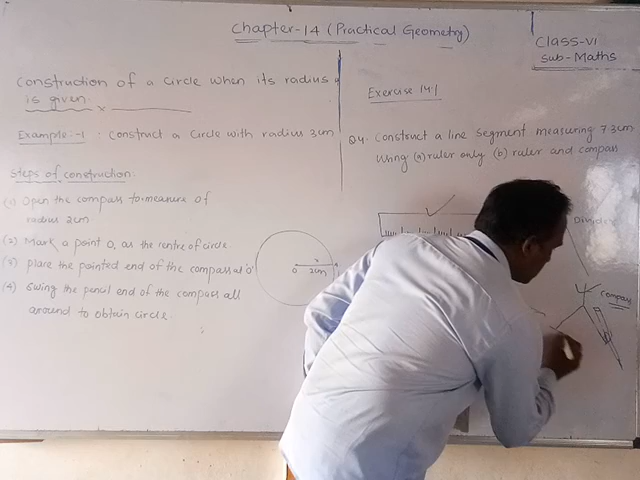 Chapter-14 (Practical Geometry)
Class-VI
Sub-Maths
Construction of a circle when its radius is
is given.
Example:-1 Construct a circle with radius 3cm
Steps of construction:
(1) Open the compass to measure of
radius 2cm
(2) Mark a point O, as the centre of circle
(3) Place the pointed end of the compass at 'O'
(4) Swing the pencil end of the compass all
around to obtain circle.
O 2cm
Exercise 14.1
Q4. Construct a line segment measuring 7.3cm
using (a) ruler only (b) ruler and compass
Divider
Compass